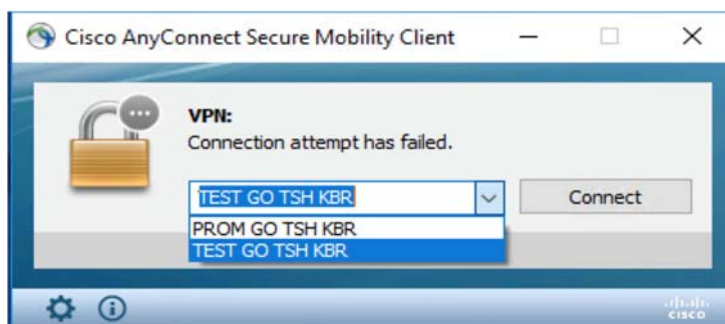 Cisco AnyConnect Secure Mobility Client
VPN:
Connection attempt has failed.
TEST GO TSH KBR
Connect
PROM GO TSH KBR
TEST GO TSH KBR
CISCO